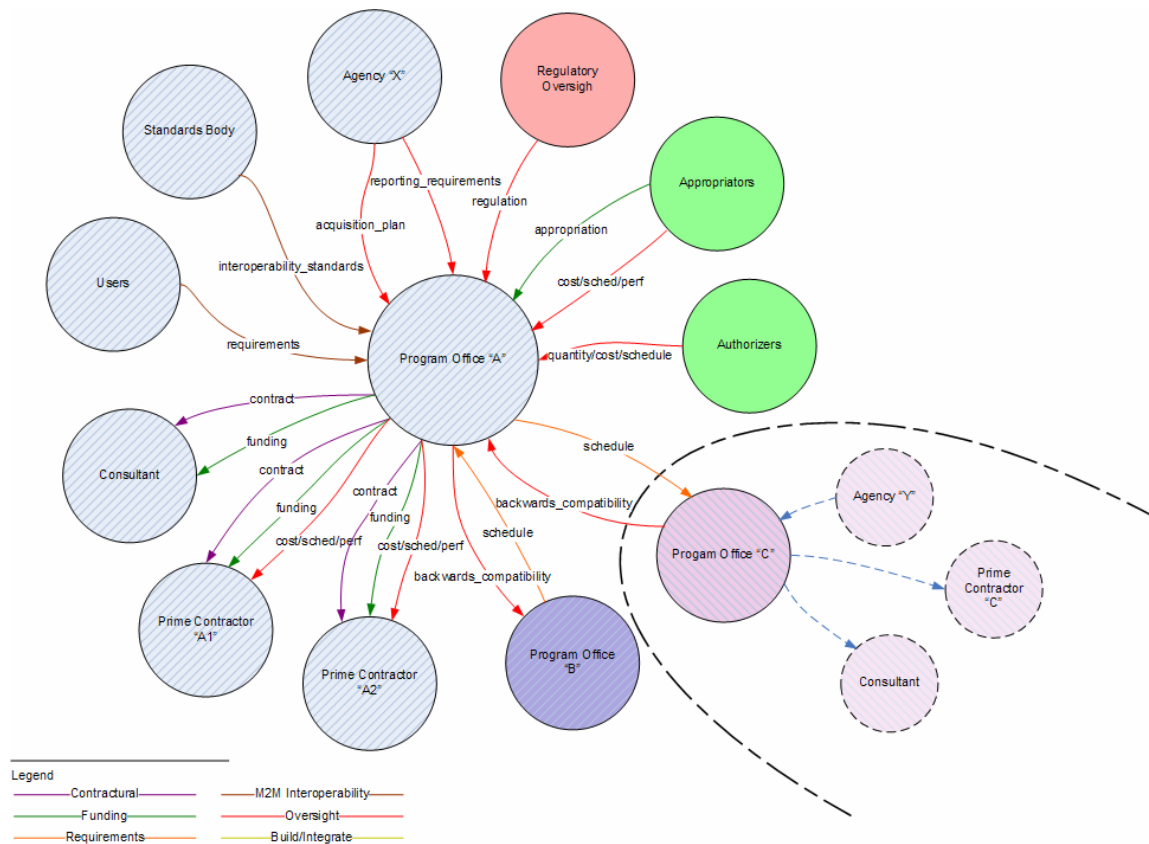 Agency "X"
Regulatory
Oversigh
Standards Body
Appropriators
reporting_requirements
regulation
acquisition_plan
appropriation
interoperability_standards
Users
cost/sched/perf
requirements
Program Office "A"
quantity/cost/schedule
Authorizers
contract
funding
Consultant
contract
funding
cost/sched/perf
contract
funding
cost/sched/perf
schedule
backwards_compatibility
schedule
backwards_compatibility
Agency "Y"
Progam Office "C"
Prime
Contractor
"C"
Consultant
Prime Contractor
"A1"
Prime Contractor
"A2"
Program Office
"B"
Legend
Contractural
M2M Interoperability
Funding
Oversight
Requirements
Build/Integrate